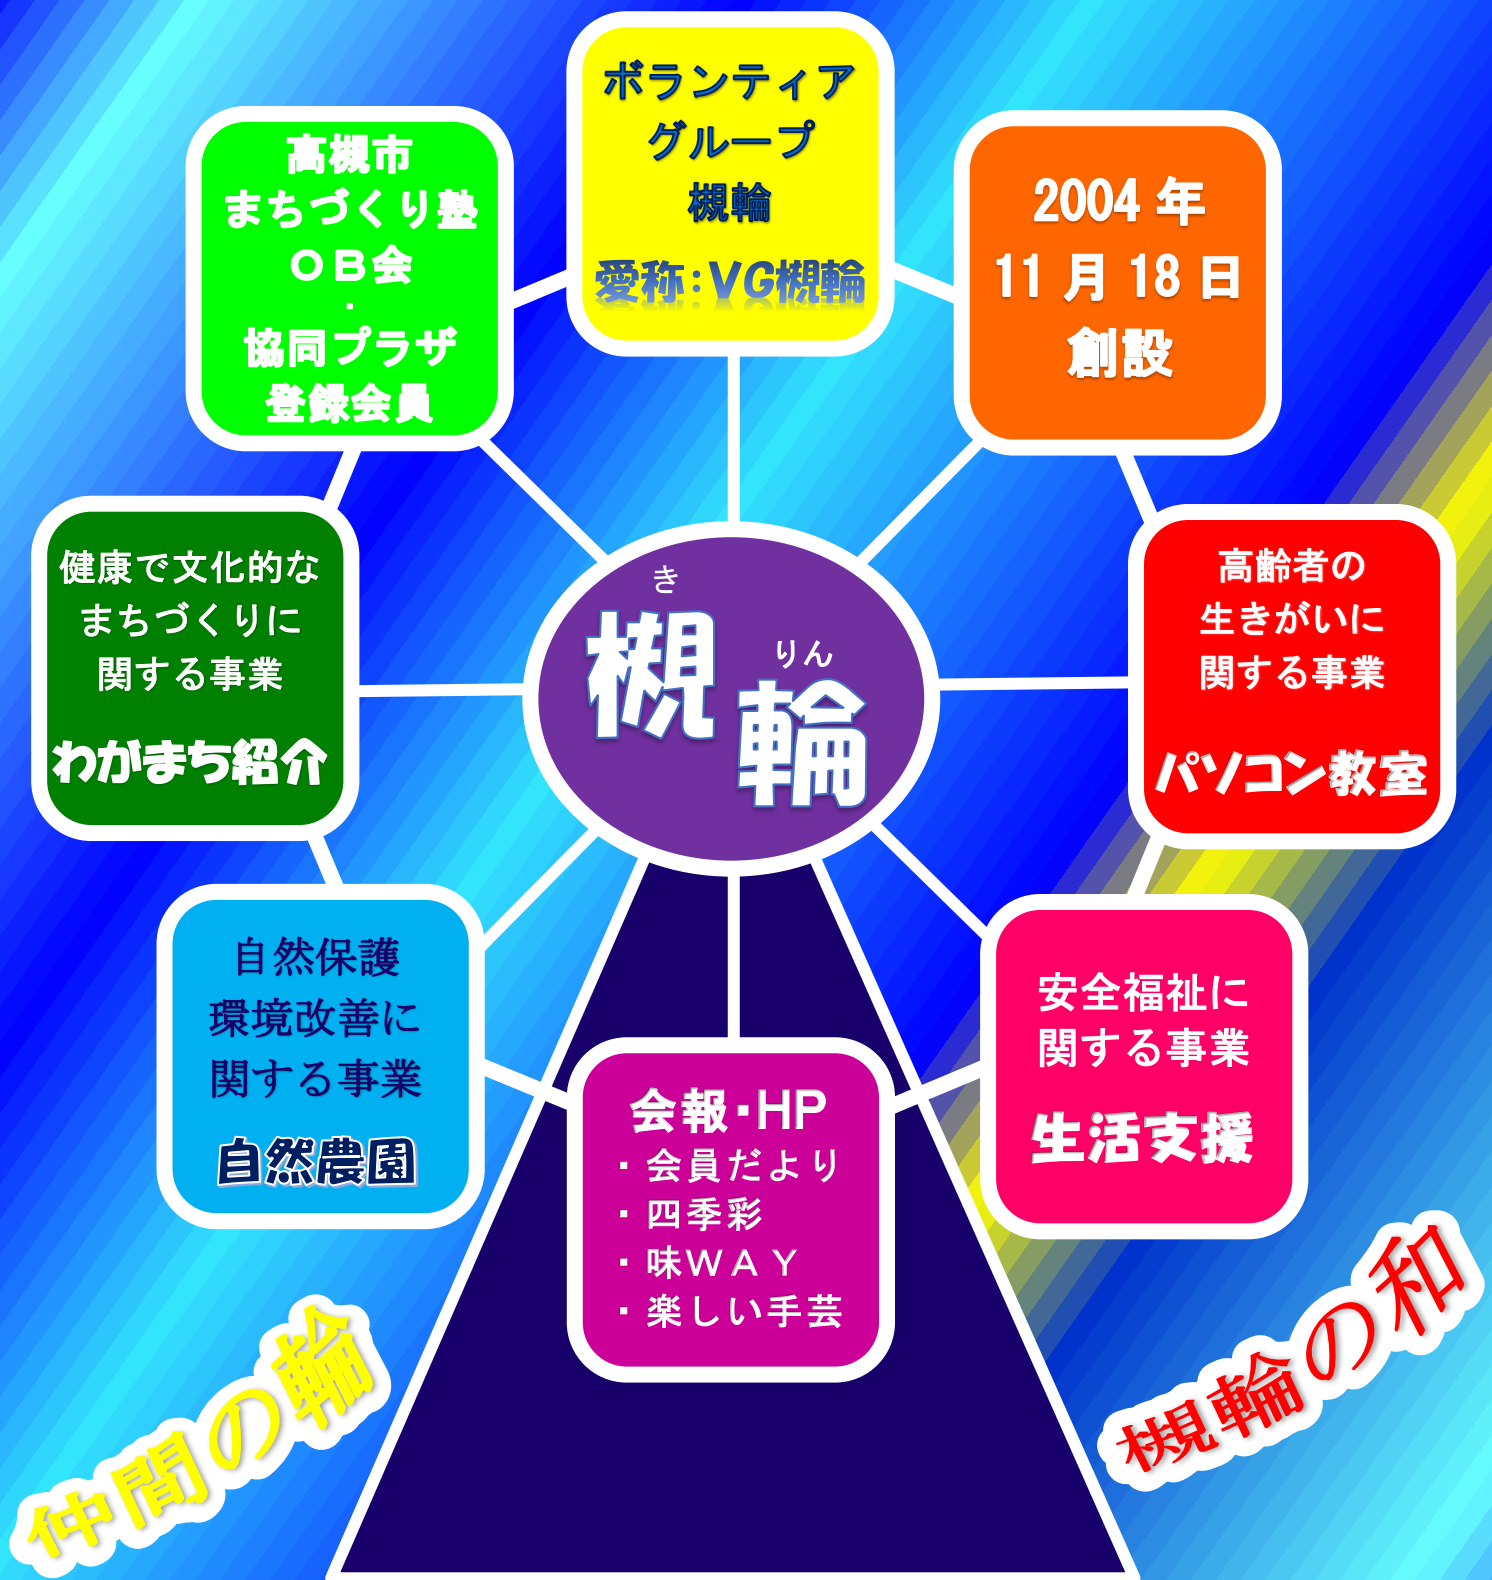 ボランティア
グループ
槻輪
愛称：VG槻輪
高槻市
まちづくり塾
ＯＢ会
・
協同プラザ
登録会員
2004 年
11 月 18 日
創設
健康で文化的な
まちづくりに
関する事業
わがまち紹介
き
槻
りん
輪
高齢者の
生きがいに
関する事業
パソコン教室
自然保護
環境改善に
関する事業
自然農園
会報・HP
・会員だより
・四季彩
・味ＷＡＹ
・楽しい手芸
安全福祉に
関する事業
生活支援
仲間の輪
槻輪の和